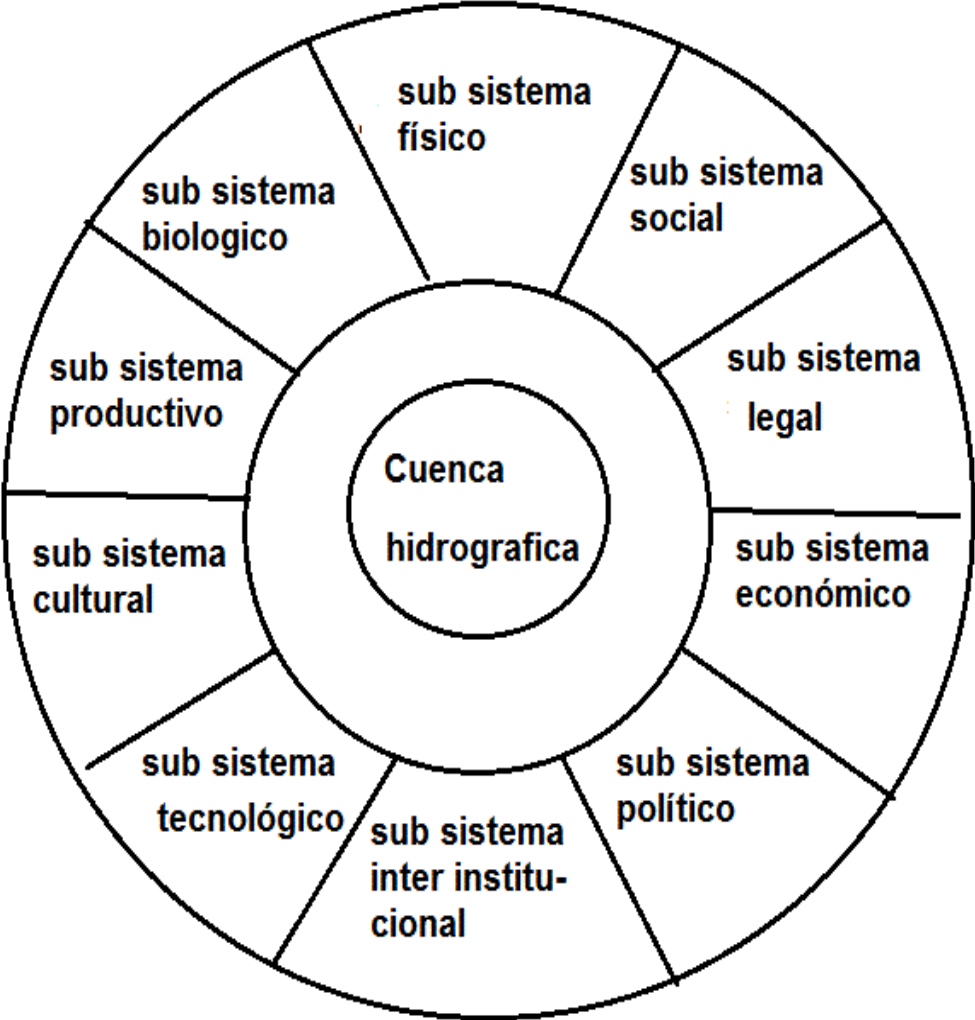 sub sistema
físico
sub sistema
social
sub sistema
legal
sub sistema
económico
sub sistema
político
sub sistema
inter institu-
cional
sub sistema
tecnológico
sub sistema
cultural
sub sistema
productivo
sub sistema
biologico
Cuenca
hidrografica